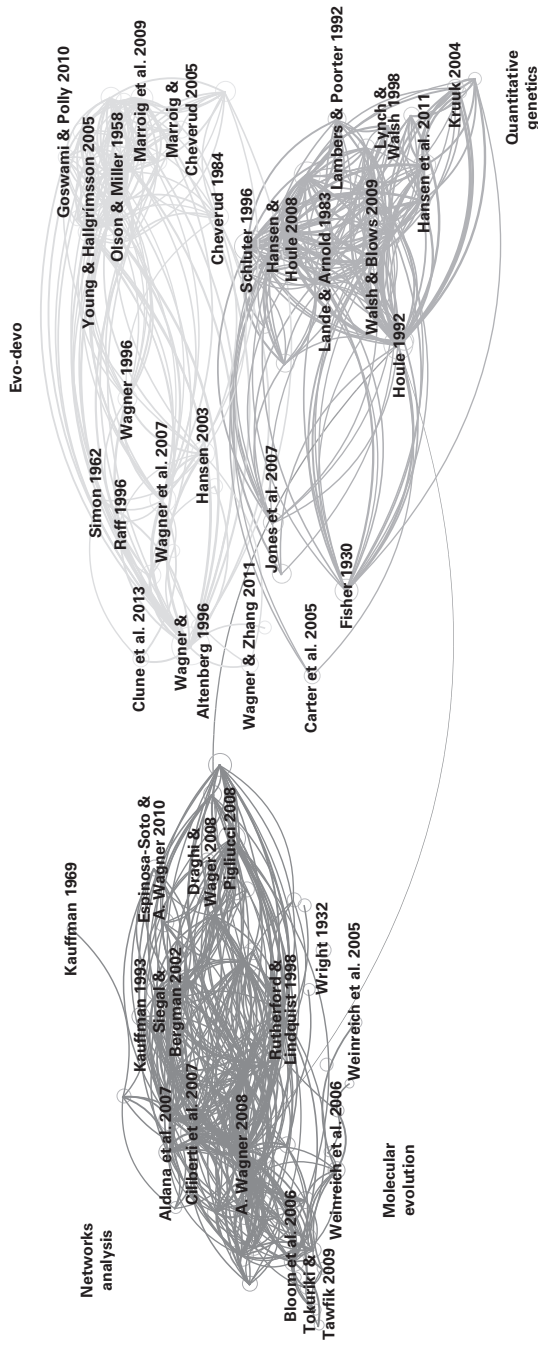 Networks
analysis
Kauffman 1969
Aldana et al. 2007
Ciliberti et al. 2007
Kauffman 1993
Siegal &
Bergman 2002
Espinosa-Soto &
A. Wagner 2010
Draghi &
Wager 2008
Pigliucci 2008
A. Wagner 2008
Rutherford &
Lindquist 1998
Wright 1932
Weinreich et al. 2005
Weinreich et al. 2006
Bloom et al. 2006
Tokuriki &
Tawfik 2009
Molecular
evolution
Evo-devo
Goswami & Polly 2010
Young & Hallgrimsson 2005
Olson & Miller 1958
Marroig et al. 2009
Marroig &
Cheverud 2005
Cheverud 1984
Simon 1962
Raff 1996
Wagner 1996
Wagner et al. 2007
Hansen 2003
Clune et al. 2013
Wagner &
Altenberg 1996
Wagner & Zhang 2011
Schluter 1996
Hansen &
Houle 2008
Lande & Arnold 1983
Lambers & Poorter 1992
Walsh & Blows 2009
Lynch &
Walsh 1998
Hansen et al. 2011
Kruuk 2004
Houle 1992
Jones et al. 2007
Fisher 1930
Carter et al. 2005
Quantitative
genetics